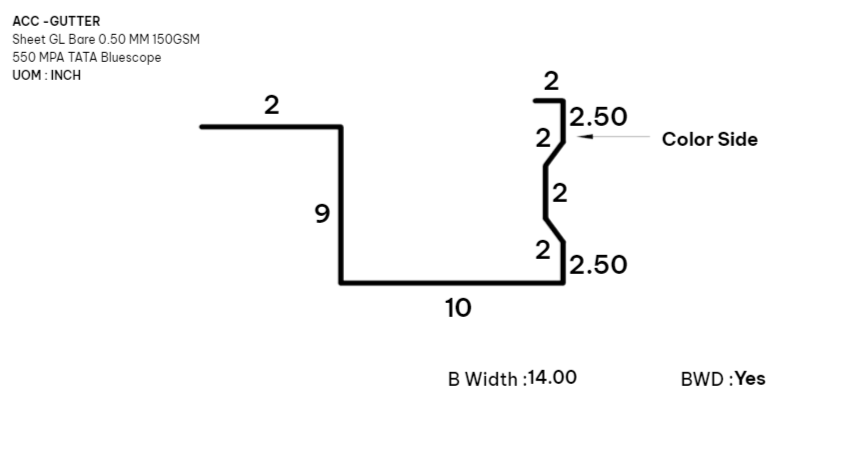 ACC -GUTTER
Sheet GL Bare 0.50 MM 150GSM
550 MPA TATA Bluescope
UOM : INCH
2
2
2.50
2
Color Side
2
9
2
2.50
10
B Width :14.00
BWD :Yes